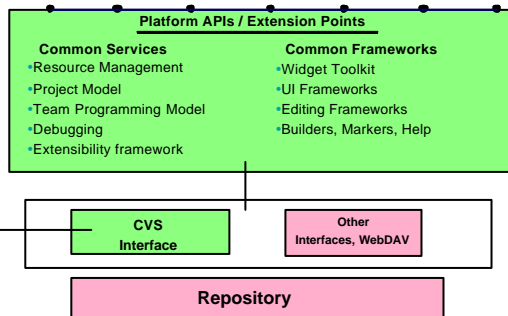 Platform APIs / Extension Points
Common Services
•Resource Management
•Project Model
•Team Programming Model
•Debugging
•Extensibility framework
Common Frameworks
•Widget Toolkit
•UI Frameworks
•Editing Frameworks
•Builders, Markers, Help
CVS
Interface
Other
Interfaces, WebDAV
Repository